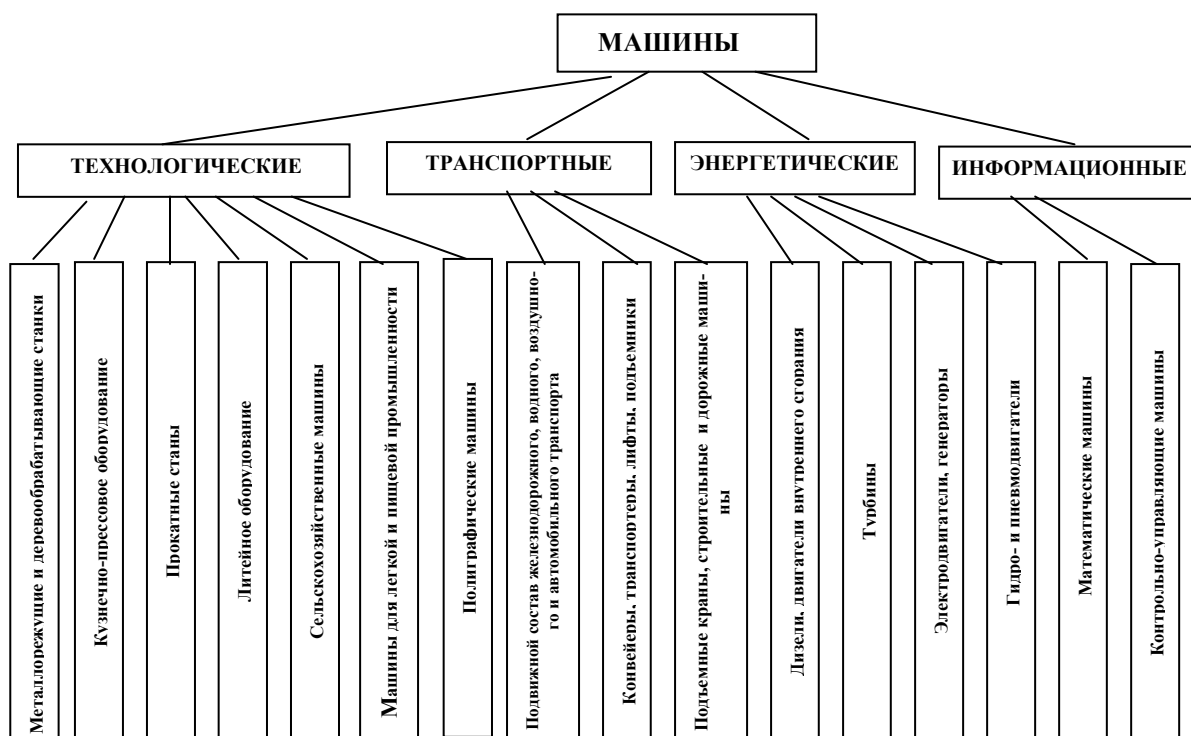 МАШИНЫ
ТЕХНОЛОГИЧЕСКИЕ
ТРАНСПОРТНЫЕ
ЭНЕРГЕТИЧЕСКИЕ
ИНФОРМАЦИОННЫЕ
Металлорежущие и деревообрабатывающие станки
Кузнечно-прессовое оборудование
Прокатные станы
Литейное оборудование
Сельскохозяйственные машины
Машины для легкой и пищевой промышленности
Полиграфические машины
Подвижной состав железнодорожного, водного, воздушно-
го и автомобильного транспорта
Конвейеры, транспортеры, лифты, подъемники
Подъемные краны, строительные и дорожные маши-
ны
Дизели, двигатели внутреннего сгорания
Турбины
Электродвигатели, генераторы
Гидро- и пневмодвигатели
Математические машины
Контрольно-управляющие машины